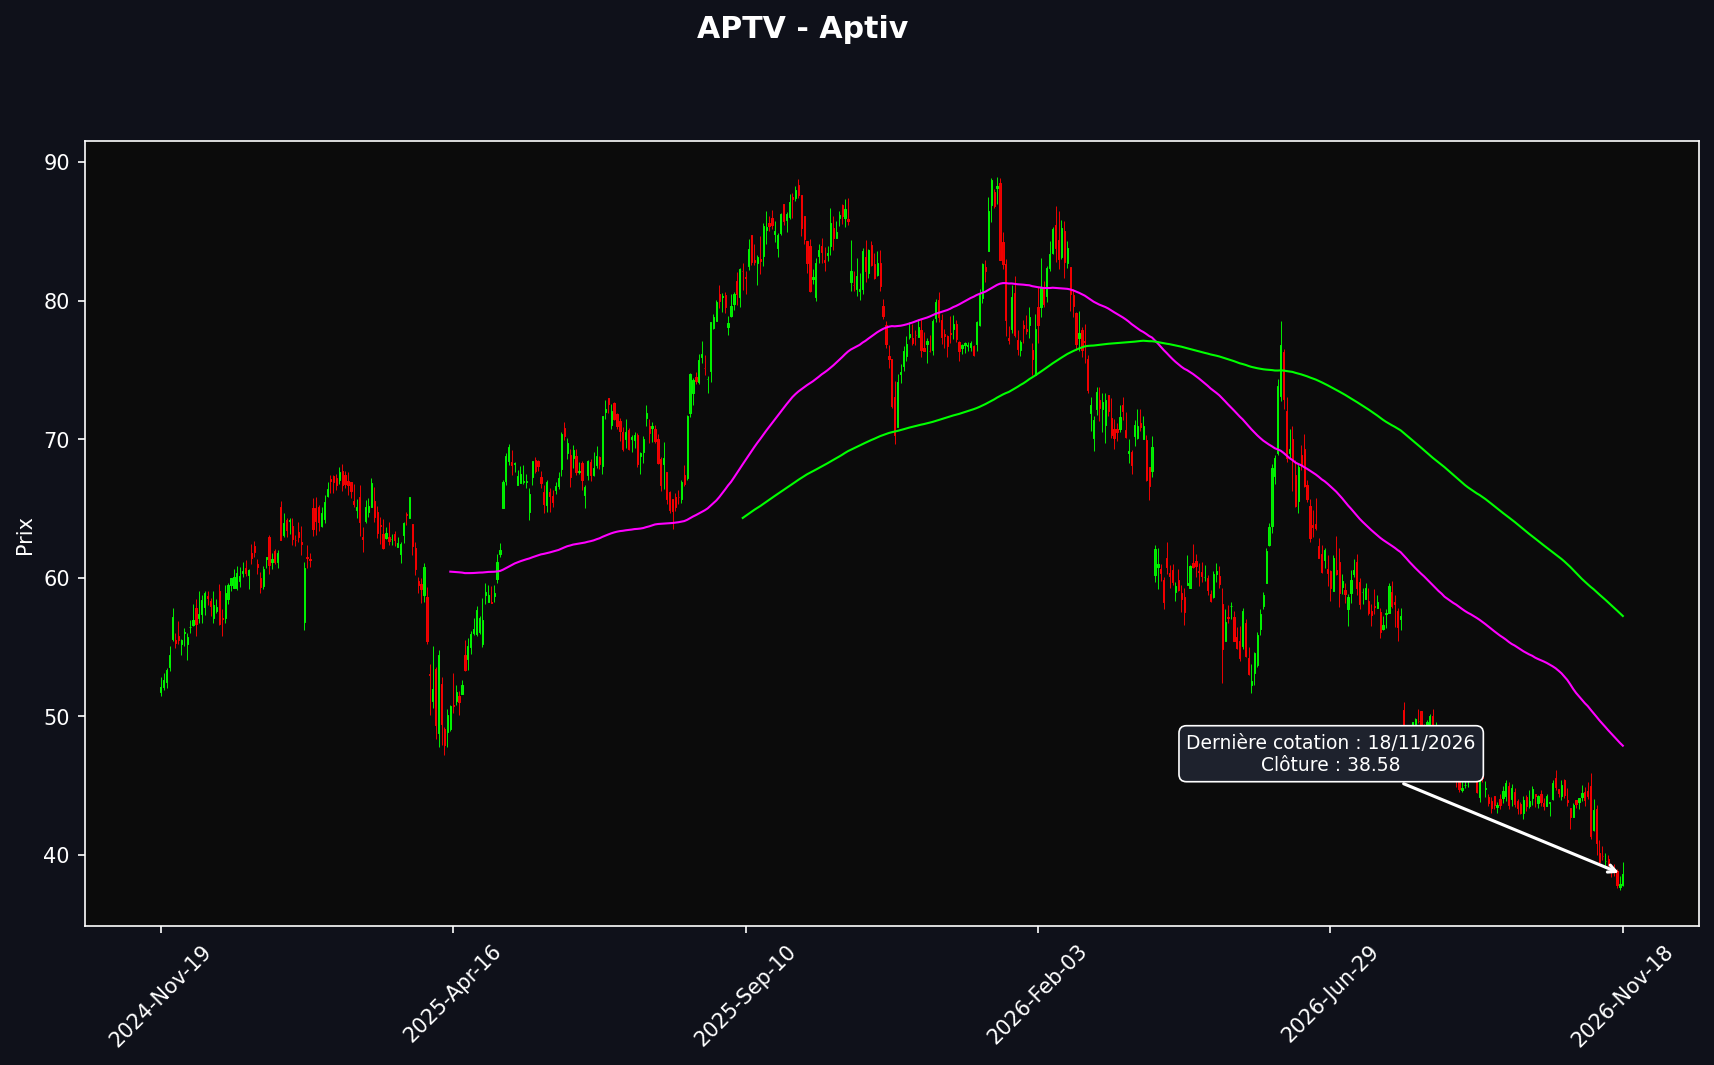 APTV - Aptiv
Prix
90
80
70
60
50
40
Dernière cotation : 18/11/2026
Clôture : 38.58
2024-Nov-19
2025-Apr-16
2025-Sep-10
2026-Feb-03
2026-Jun-29
2026-Nov-18